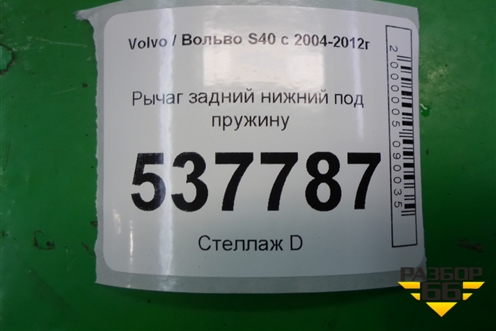 Volvo / Вольво S40 с 2004-2012г
Рычаг задний нижний под
пружину
537787
Стеллаж D
2000005090035
РАЗБОР
66